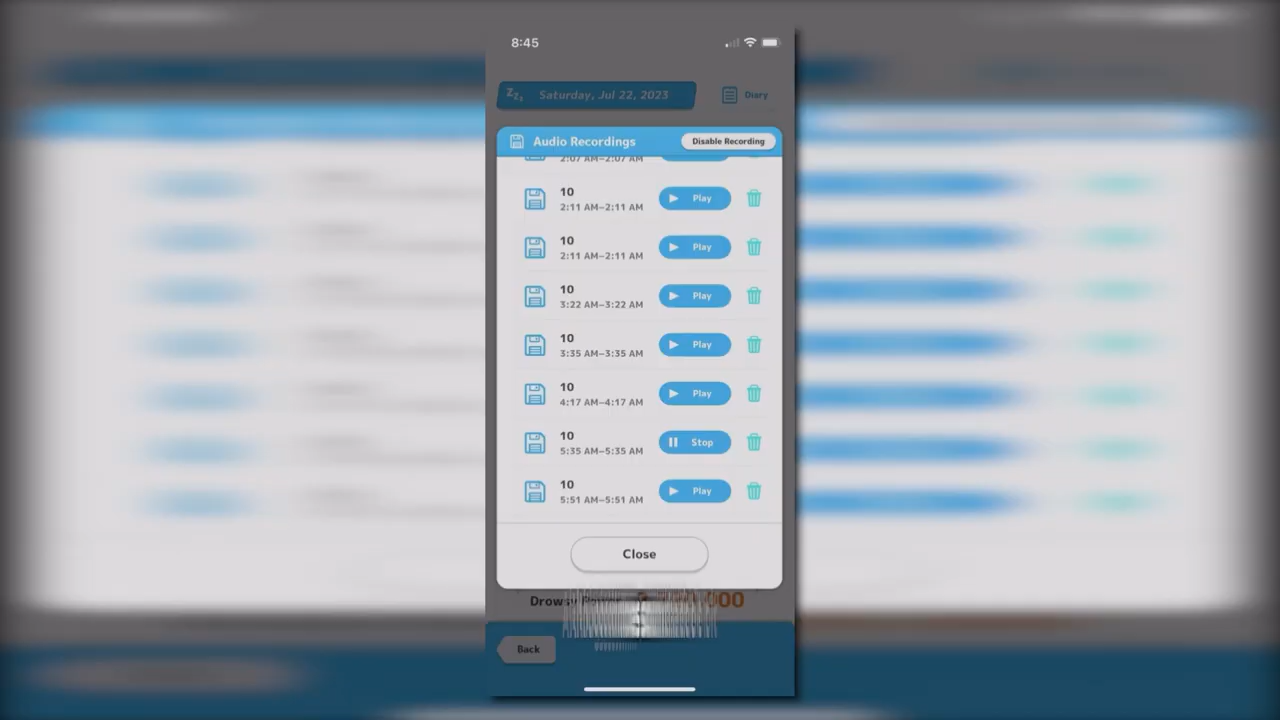 8:45
Zzz Saturday, Jul 22, 2023
Diary
Audio Recordings
Disable Recording
2:07 AM–2:07 AM
10
2:11 AM–2:11 AM
Play
10
2:11 AM–2:11 AM
Play
10
3:22 AM–3:22 AM
Play
10
3:35 AM–3:35 AM
Play
10
4:17 AM–4:17 AM
Play
10
5:35 AM–5:35 AM
Stop
10
5:51 AM–5:51 AM
Play
Close
Drowsy
Back